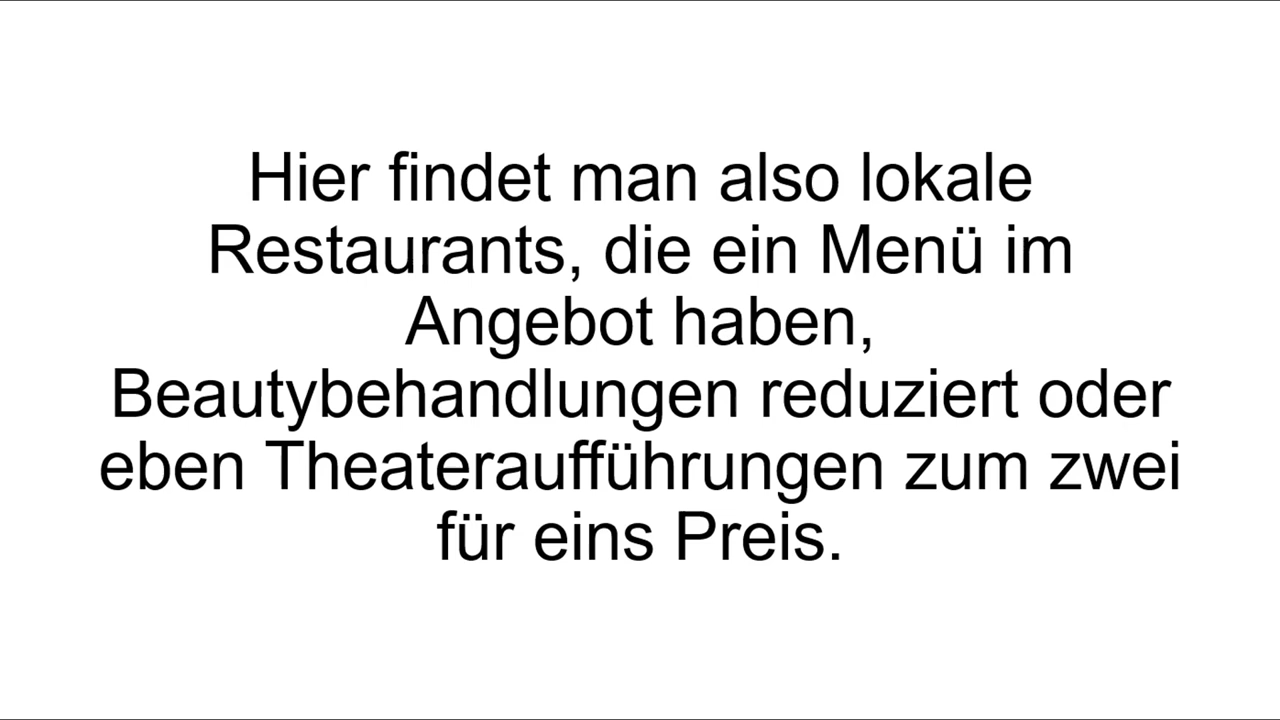 Hier findet man also lokale
Restaurants, die ein Menü im
Angebot haben,
Beautybehandlungen reduziert oder
eben Theateraufführungen zum zwei
für eins Preis.